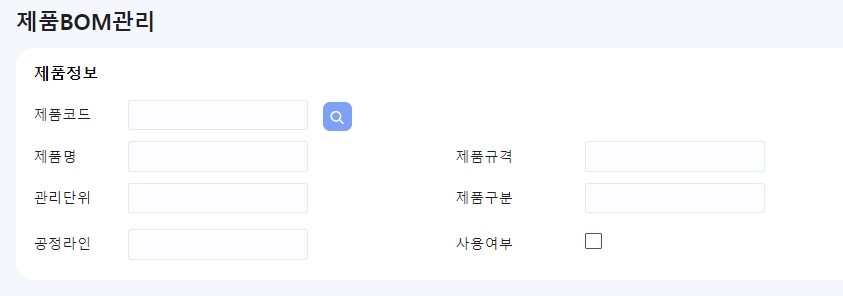 제품BOM관리
제품정보
제품코드
제품명 제품규격
관리단위 제품구분
공정라인 사용여부